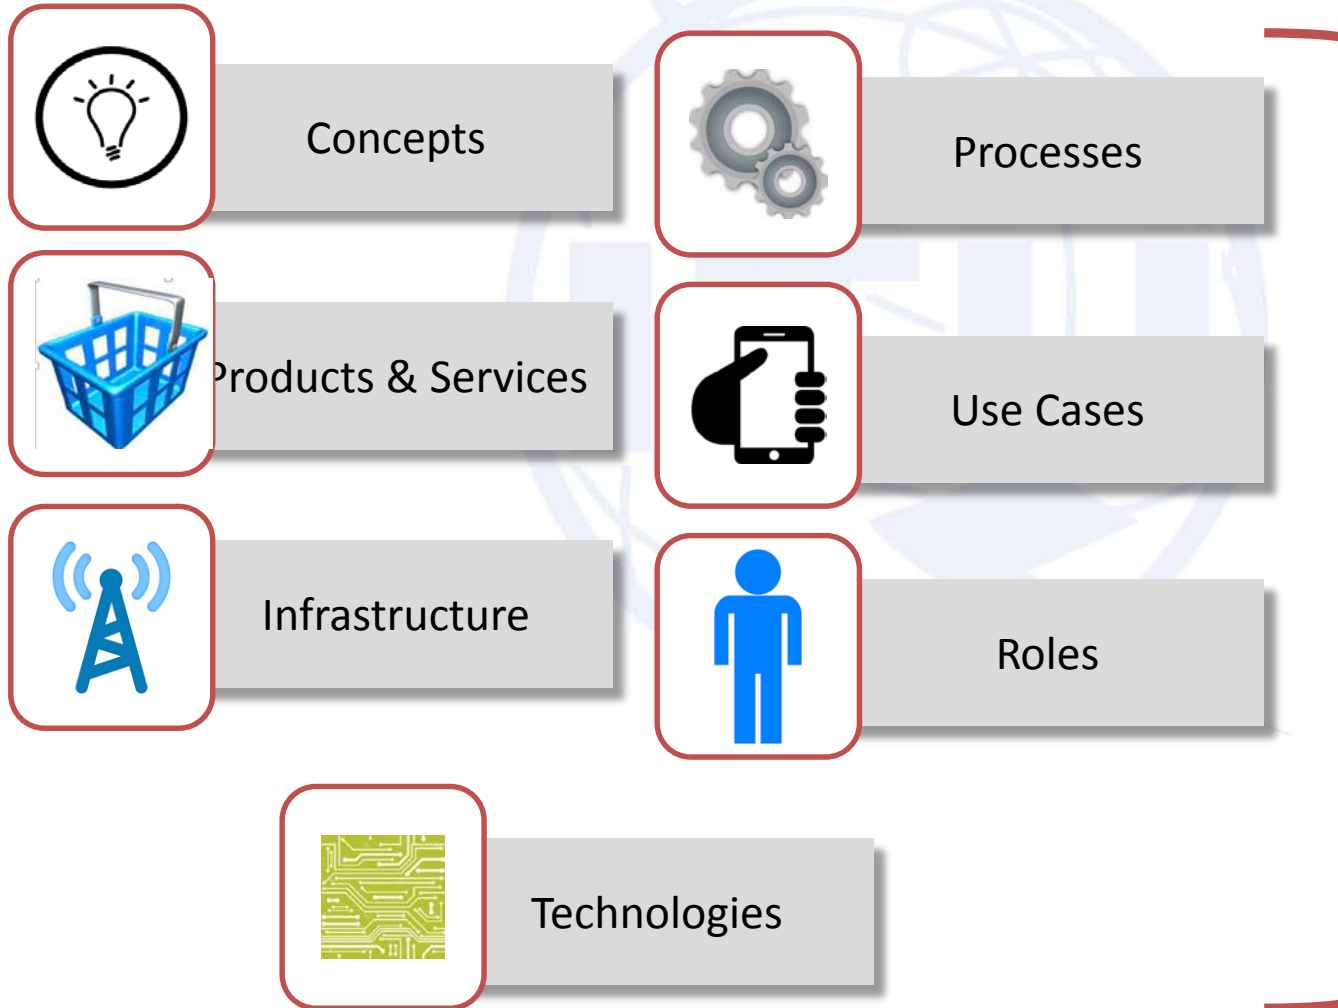 Concepts
Processes
Products & Services
Use Cases
Infrastructure
Roles
Technologies